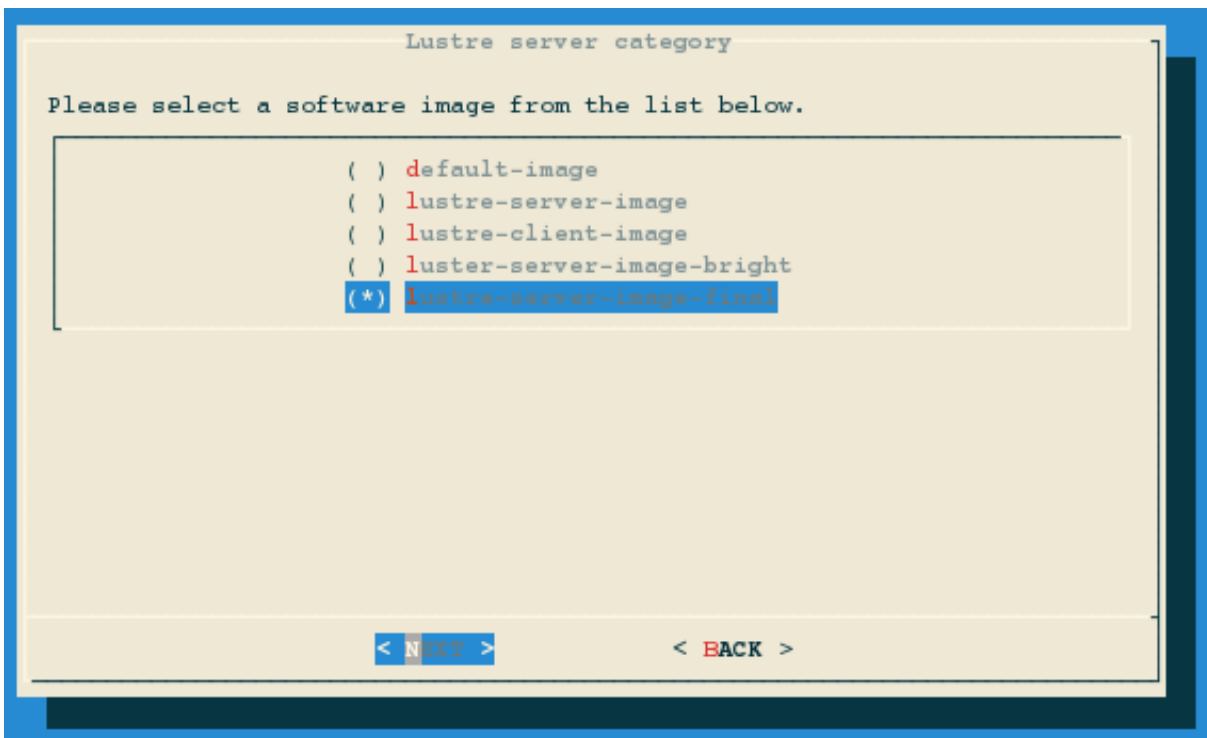 Lustre server category
Please select a software image from the list below.
( ) default-image
( ) lustre-server-image
( ) lustre-client-image
( ) luster-server-image-bright
(*) lustre-server-image-final
< NEXT > < BACK >